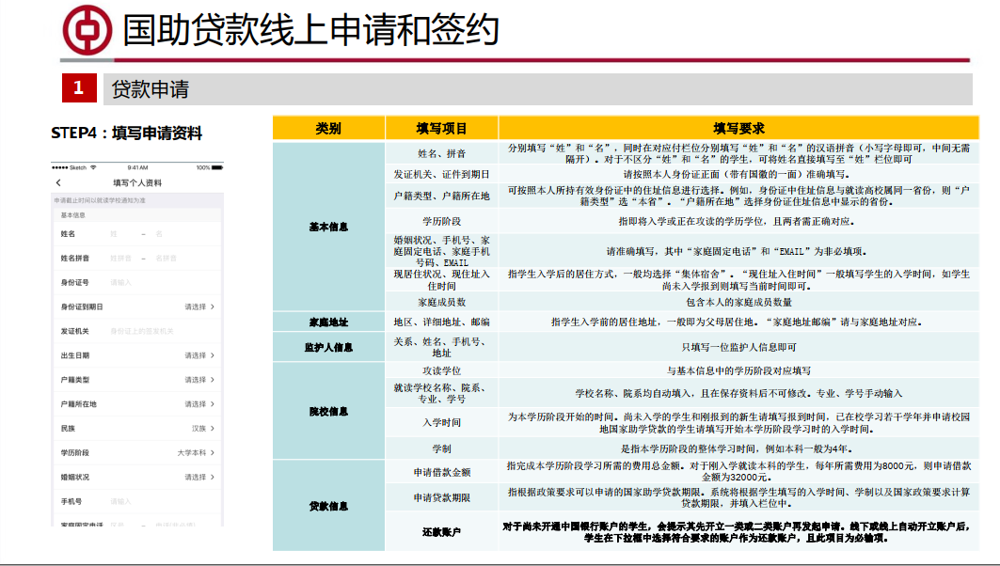 国助贷款线上申请和签约
1 贷款申请
STEP4：填写申请资料
Sketch 9:41 AM 100%
填写个人资料
申请截止时间以就读学校通知为准
基本信息
姓名 姓 - 名
姓名拼音 姓拼音 - 名拼音
身份证号 请输入
身份证到期日 请选择
发证机关 身份证上的签发机关
出生日期 请选择
户籍类型 请选择
户籍所在地 请选择
民族 汉族
学历阶段 大学本科
婚姻状况 请选择
手机号 请输入
家庭固定电话 区号 -
类别 填写项目 填写要求
基本信息
姓名、拼音
分别填写“姓”和“名”，同时在对应付栏位分别填写“姓”和“名”的汉语拼音（小写字母即可，中间无需
隔开）。对于不区分“姓”和“名”的学生，可将姓名直接填写至“姓”栏位即可
发证机关、证件到期日
请按照本人身份证正面（带有国徽的一面）准确填写。
户籍类型、户籍所在地
可按照本人所持有效身份证中的住址信息进行选择。例如，身份证中住址信息与就读高校属同一省份，则“户
籍类型”选“本省”。“户籍所在地”选择身份证住址信息中显示的省份。
学历阶段
指即将入学或正在攻读的学历学位，且两者需正确对应。
婚姻状况、手机号、家
庭固定电话、家庭手机
号码、EMAIL
请准确填写，其中“家庭固定电话”和“EMAIL”为非必填项。
现居住状况、现住址入
住时间
指学生入学后的居住方式，一般均选择“集体宿舍”。“现住址入住时间”一般填写学生的入学时间，如学生
尚未入学报到则填写当前时间即可。
家庭成员数
包含本人的家庭成员数量
家庭地址
地区、详细地址、邮编
指学生入学前的居住地址，一般即为父母居住地。“家庭地址邮编”请与家庭地址对应。
监护人信息
关系、姓名、手机号、
地址
只填写一位监护人信息即可
院校信息
攻读学位
与基本信息中的学历阶段对应填写
就读学校名称、院系、
专业、学号
学校名称、院系均自动填入，且在保存资料后不可修改。专业、学号手动输入
入学时间
为本学历阶段开始的时间。尚未入学的学生和刚报到的新生请填写报到时间，已在校学习若干学年并申请校园
地国家助学贷款的学生请填写开始本学历阶段学习时的入学时间。
学制
是指本学历阶段的整体学习时间，例如本科一般为4年。
贷款信息
申请借款金额
指完成本学历阶段学习所需的费用总金额。对于刚入学就读本科的学生，每年所需费用为8000元，则申请借款
金额为32000元。
申请贷款期限
指根据政策要求可以申请的国家助学贷款期限。系统将根据学生填写的入学时间、学制以及国家政策要求计算
贷款期限，并填入栏位中。
还款账户
对于尚未开通中国银行账户的学生，会提示其先开立一类或二类账户再发起申请。线下或线上自动开立账户后，
学生在下拉框中选择符合要求的账户作为还款账户，且此项目为必输项。